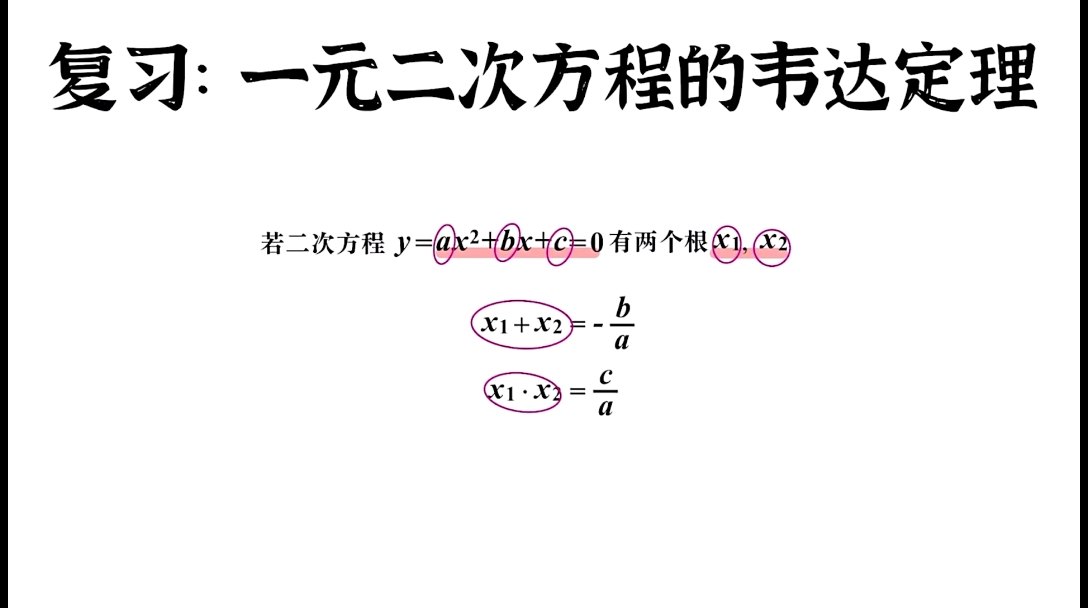 复习: 一元二次方程的韦达定理
若二次方程 y=ax²+bx+c=0 有两个根 x₁, x₂
x₁+x₂=-b/a
x₁·x₂=c/a